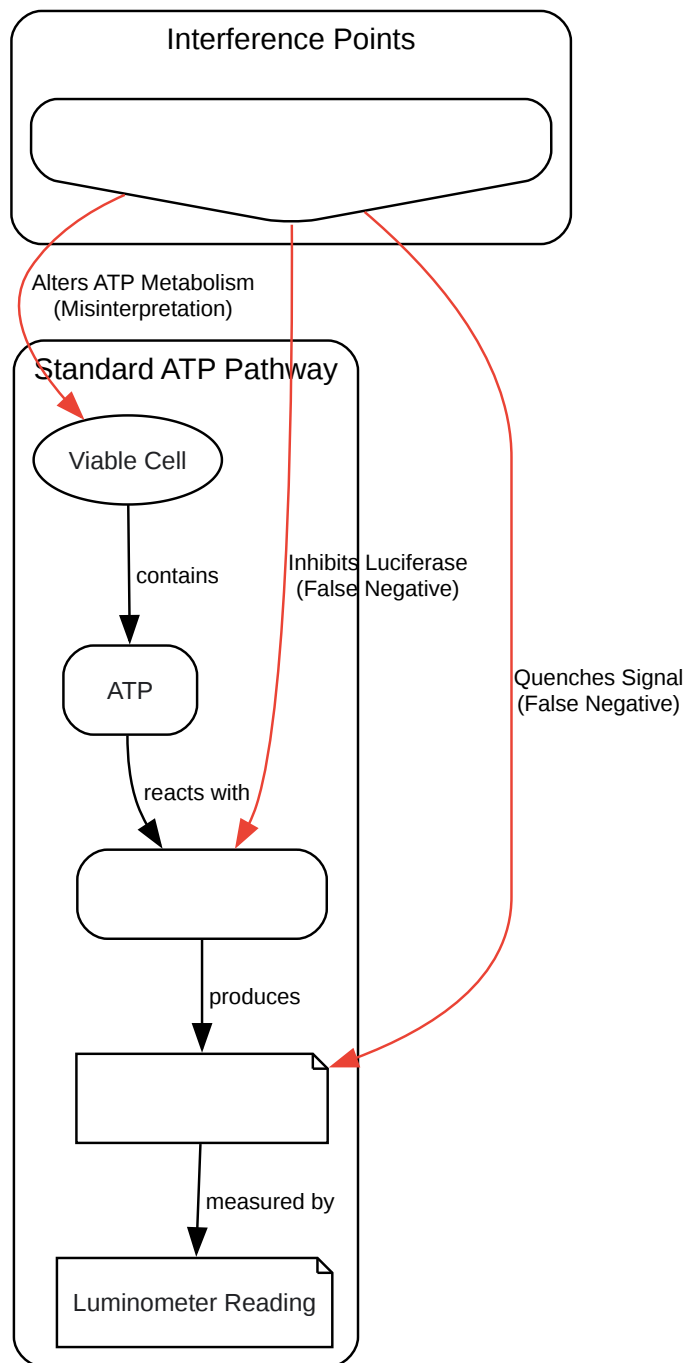 Interference Points
Alters ATP Metabolism
(Misinterpretation)
Standard ATP Pathway
Viable Cell
contains
Inhibits Luciferase
(False Negative)
Quenches Signal
(False Negative)
ATP
reacts with
produces
measured by
Luminometer Reading